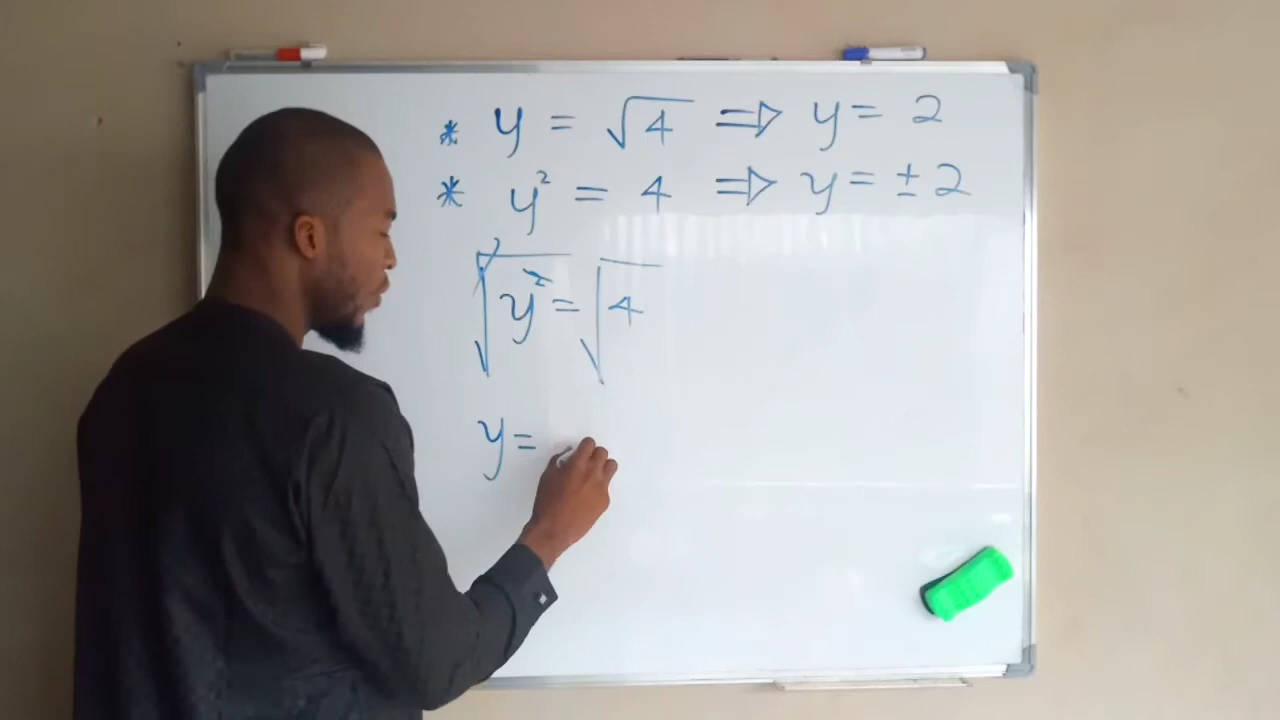 * y = √4 ⇒ y = 2
* y² = 4 ⇒ y = ± 2
√y² = √4
y =